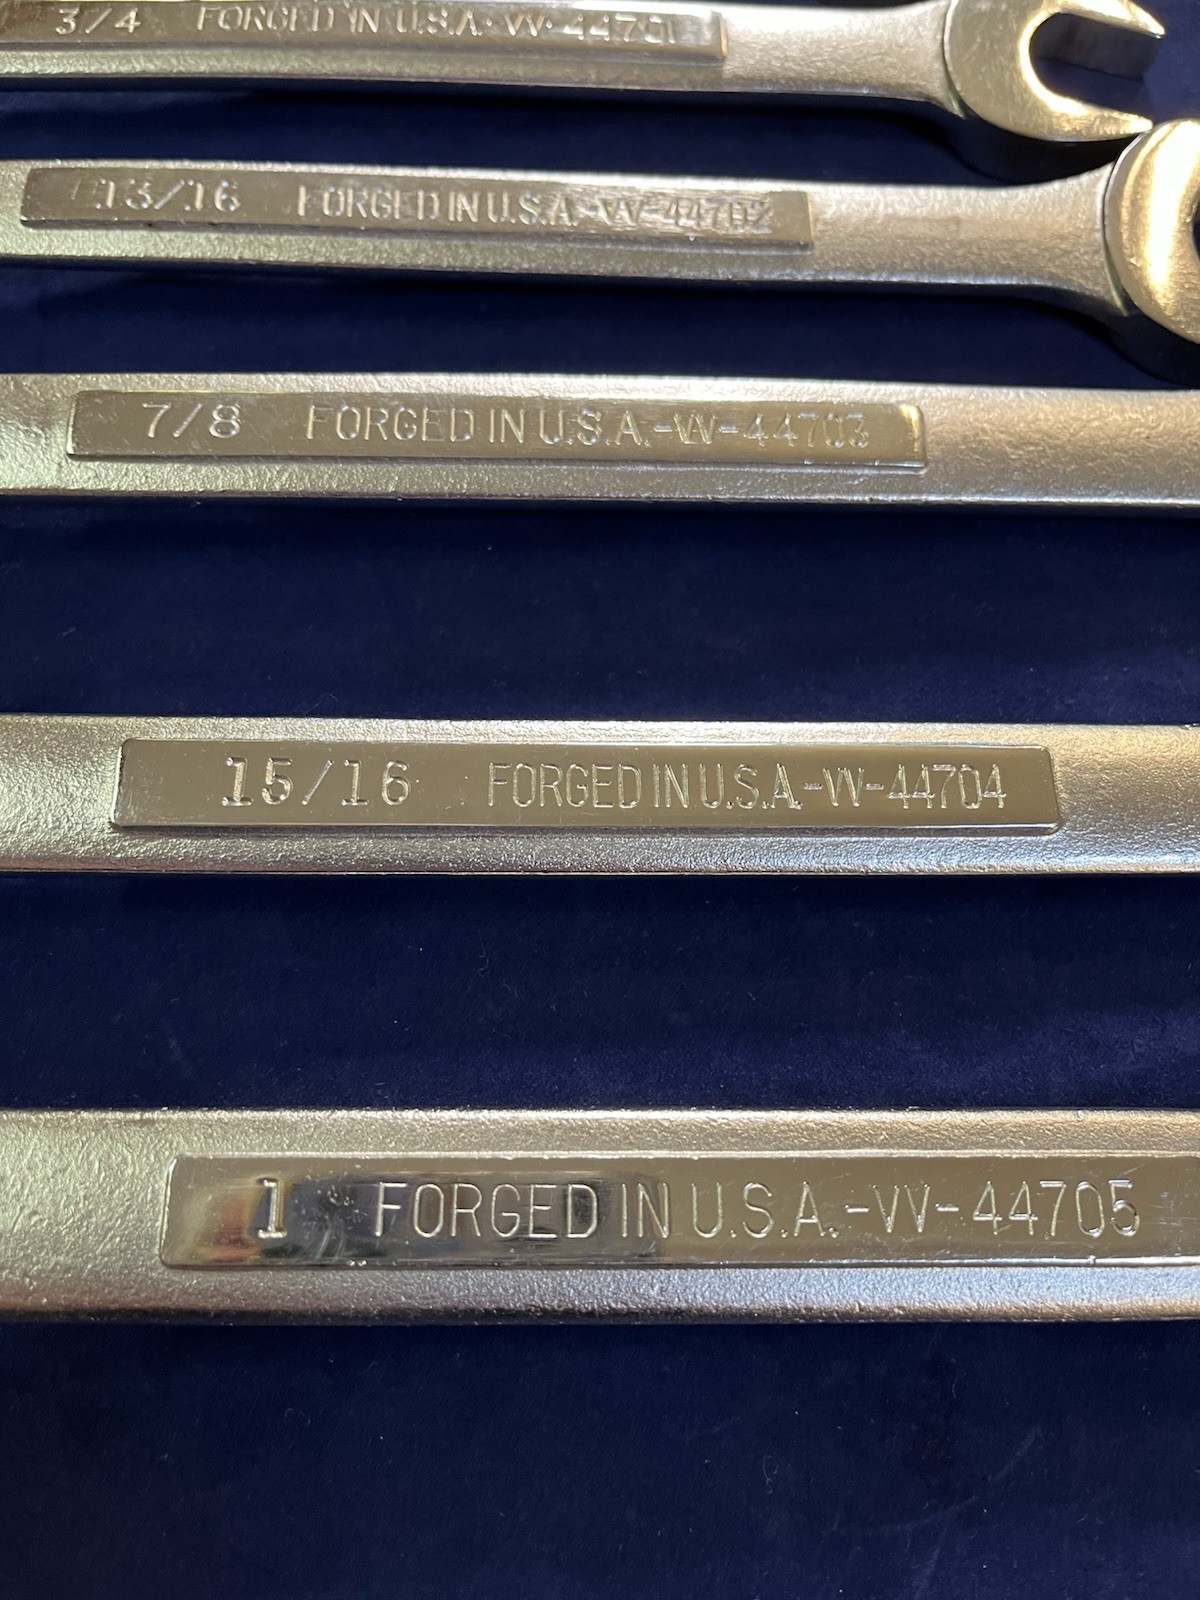 3/4 FORGED IN U.S.A.-VV-44701
13/16 FORGED IN U.S.A.-VV-44702
7/8 FORGED IN U.S.A.-VV-44703
15/16 FORGED IN U.S.A.-VV-44704
1 FORGED IN U.S.A.-VV-44705